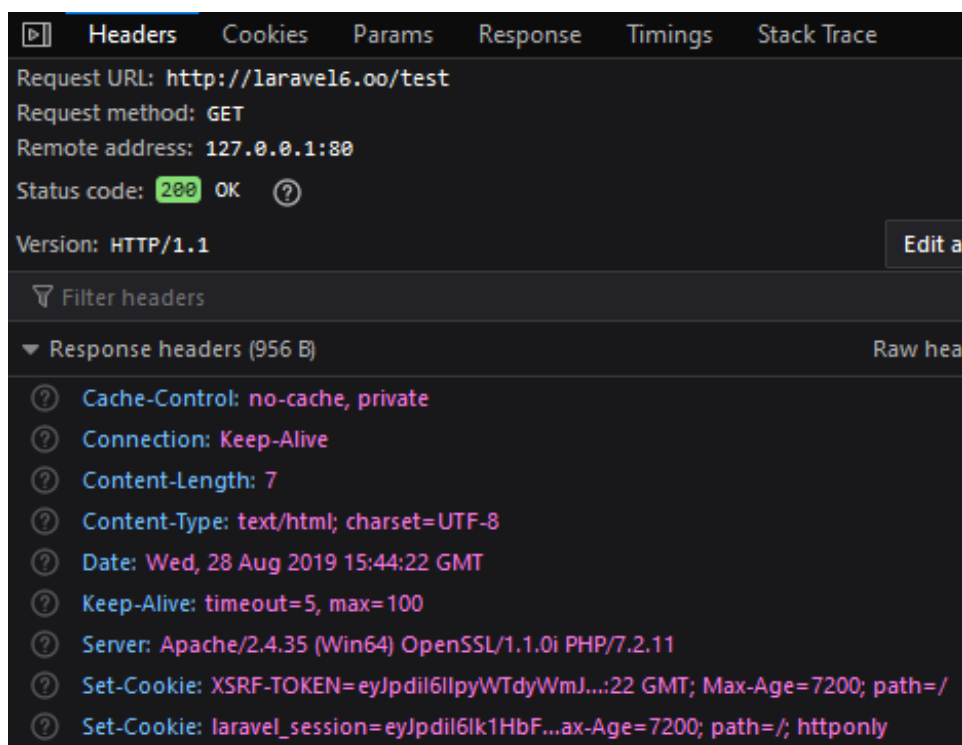 Headers Cookies Params Response Timings Stack Trace
Request URL: http://laravel6.oo/test
Request method: GET
Remote address: 127.0.0.1:80
Status code: 200 OK
Version: HTTP/1.1 Edit a
Filter headers
Response headers (956 B) Raw hea
Cache-Control: no-cache, private
Connection: Keep-Alive
Content-Length: 7
Content-Type: text/html; charset=UTF-8
Date: Wed, 28 Aug 2019 15:44:22 GMT
Keep-Alive: timeout=5, max=100
Server: Apache/2.4.35 (Win64) OpenSSL/1.1.0i PHP/7.2.11
Set-Cookie: XSRF-TOKEN=eyJpdiI6IlpyWTdyWmJ...:22 GMT; Max-Age=7200; path=/
Set-Cookie: laravel_session=eyJpdiI6Ik1HbF...ax-Age=7200; path=/; httponly